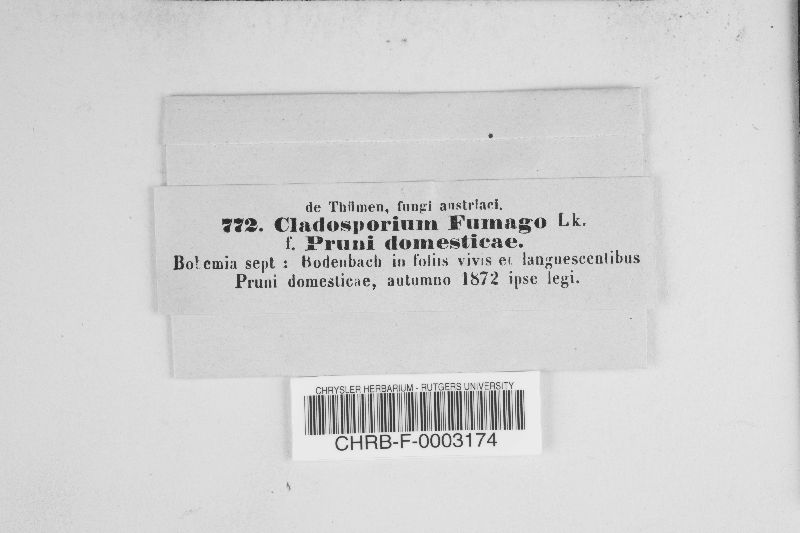 de Thümen, fungi austriaci.
772. Cladosporium Fumago Lk.
f. Pruni domesticae.
Bohemia sept : Bodenbach in foliis vivis et languescentibus
Pruni domesticae, autumno 1872 ipse legi.
CHRYSLER HERBARIUM - RUTGERS UNIVERSITY
CHRB-F-0003174